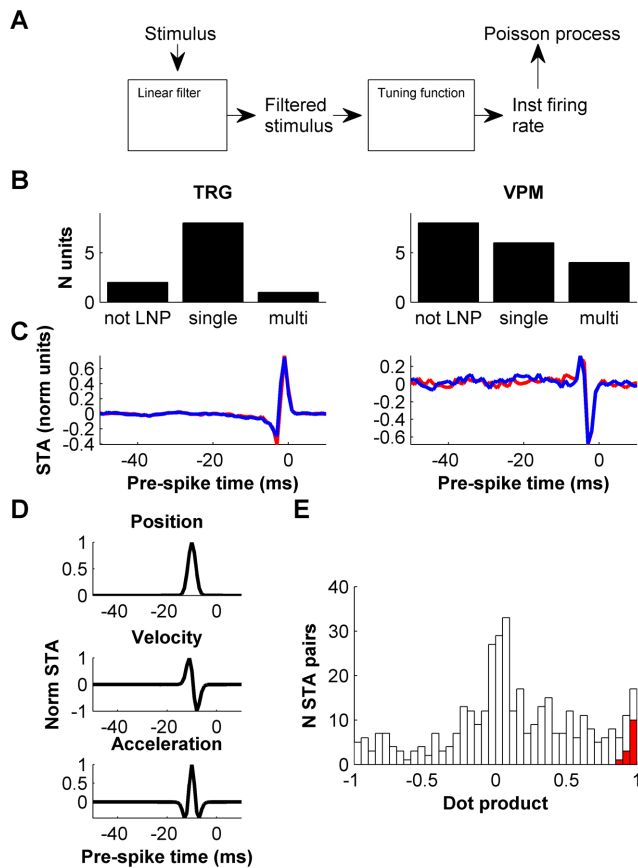 A
Stimulus
Poisson process
Linear filter
Filtered stimulus
Tuning function
Inst firing rate
B
TRG
VPM
N units
5
0
not LNP single multi
5
0
not LNP single multi
C
STA (norm units)
0.6
0.4
0.2
0
-0.2
-0.4
-40 -20 0
Pre-spike time (ms)
0.2
0
-0.2
-0.4
-0.6
-40 -20 0
Pre-spike time (ms)
D
Position
1
0.5
0
-40 -20 0
Velocity
Norm STA
1
0
-1
-40 -20 0
Acceleration
1
0.5
0
-40 -20 0
Pre-spike time (ms)
E
N STA pairs
40
30
20
10
0
-1 -0.5 0 0.5 1
Dot product